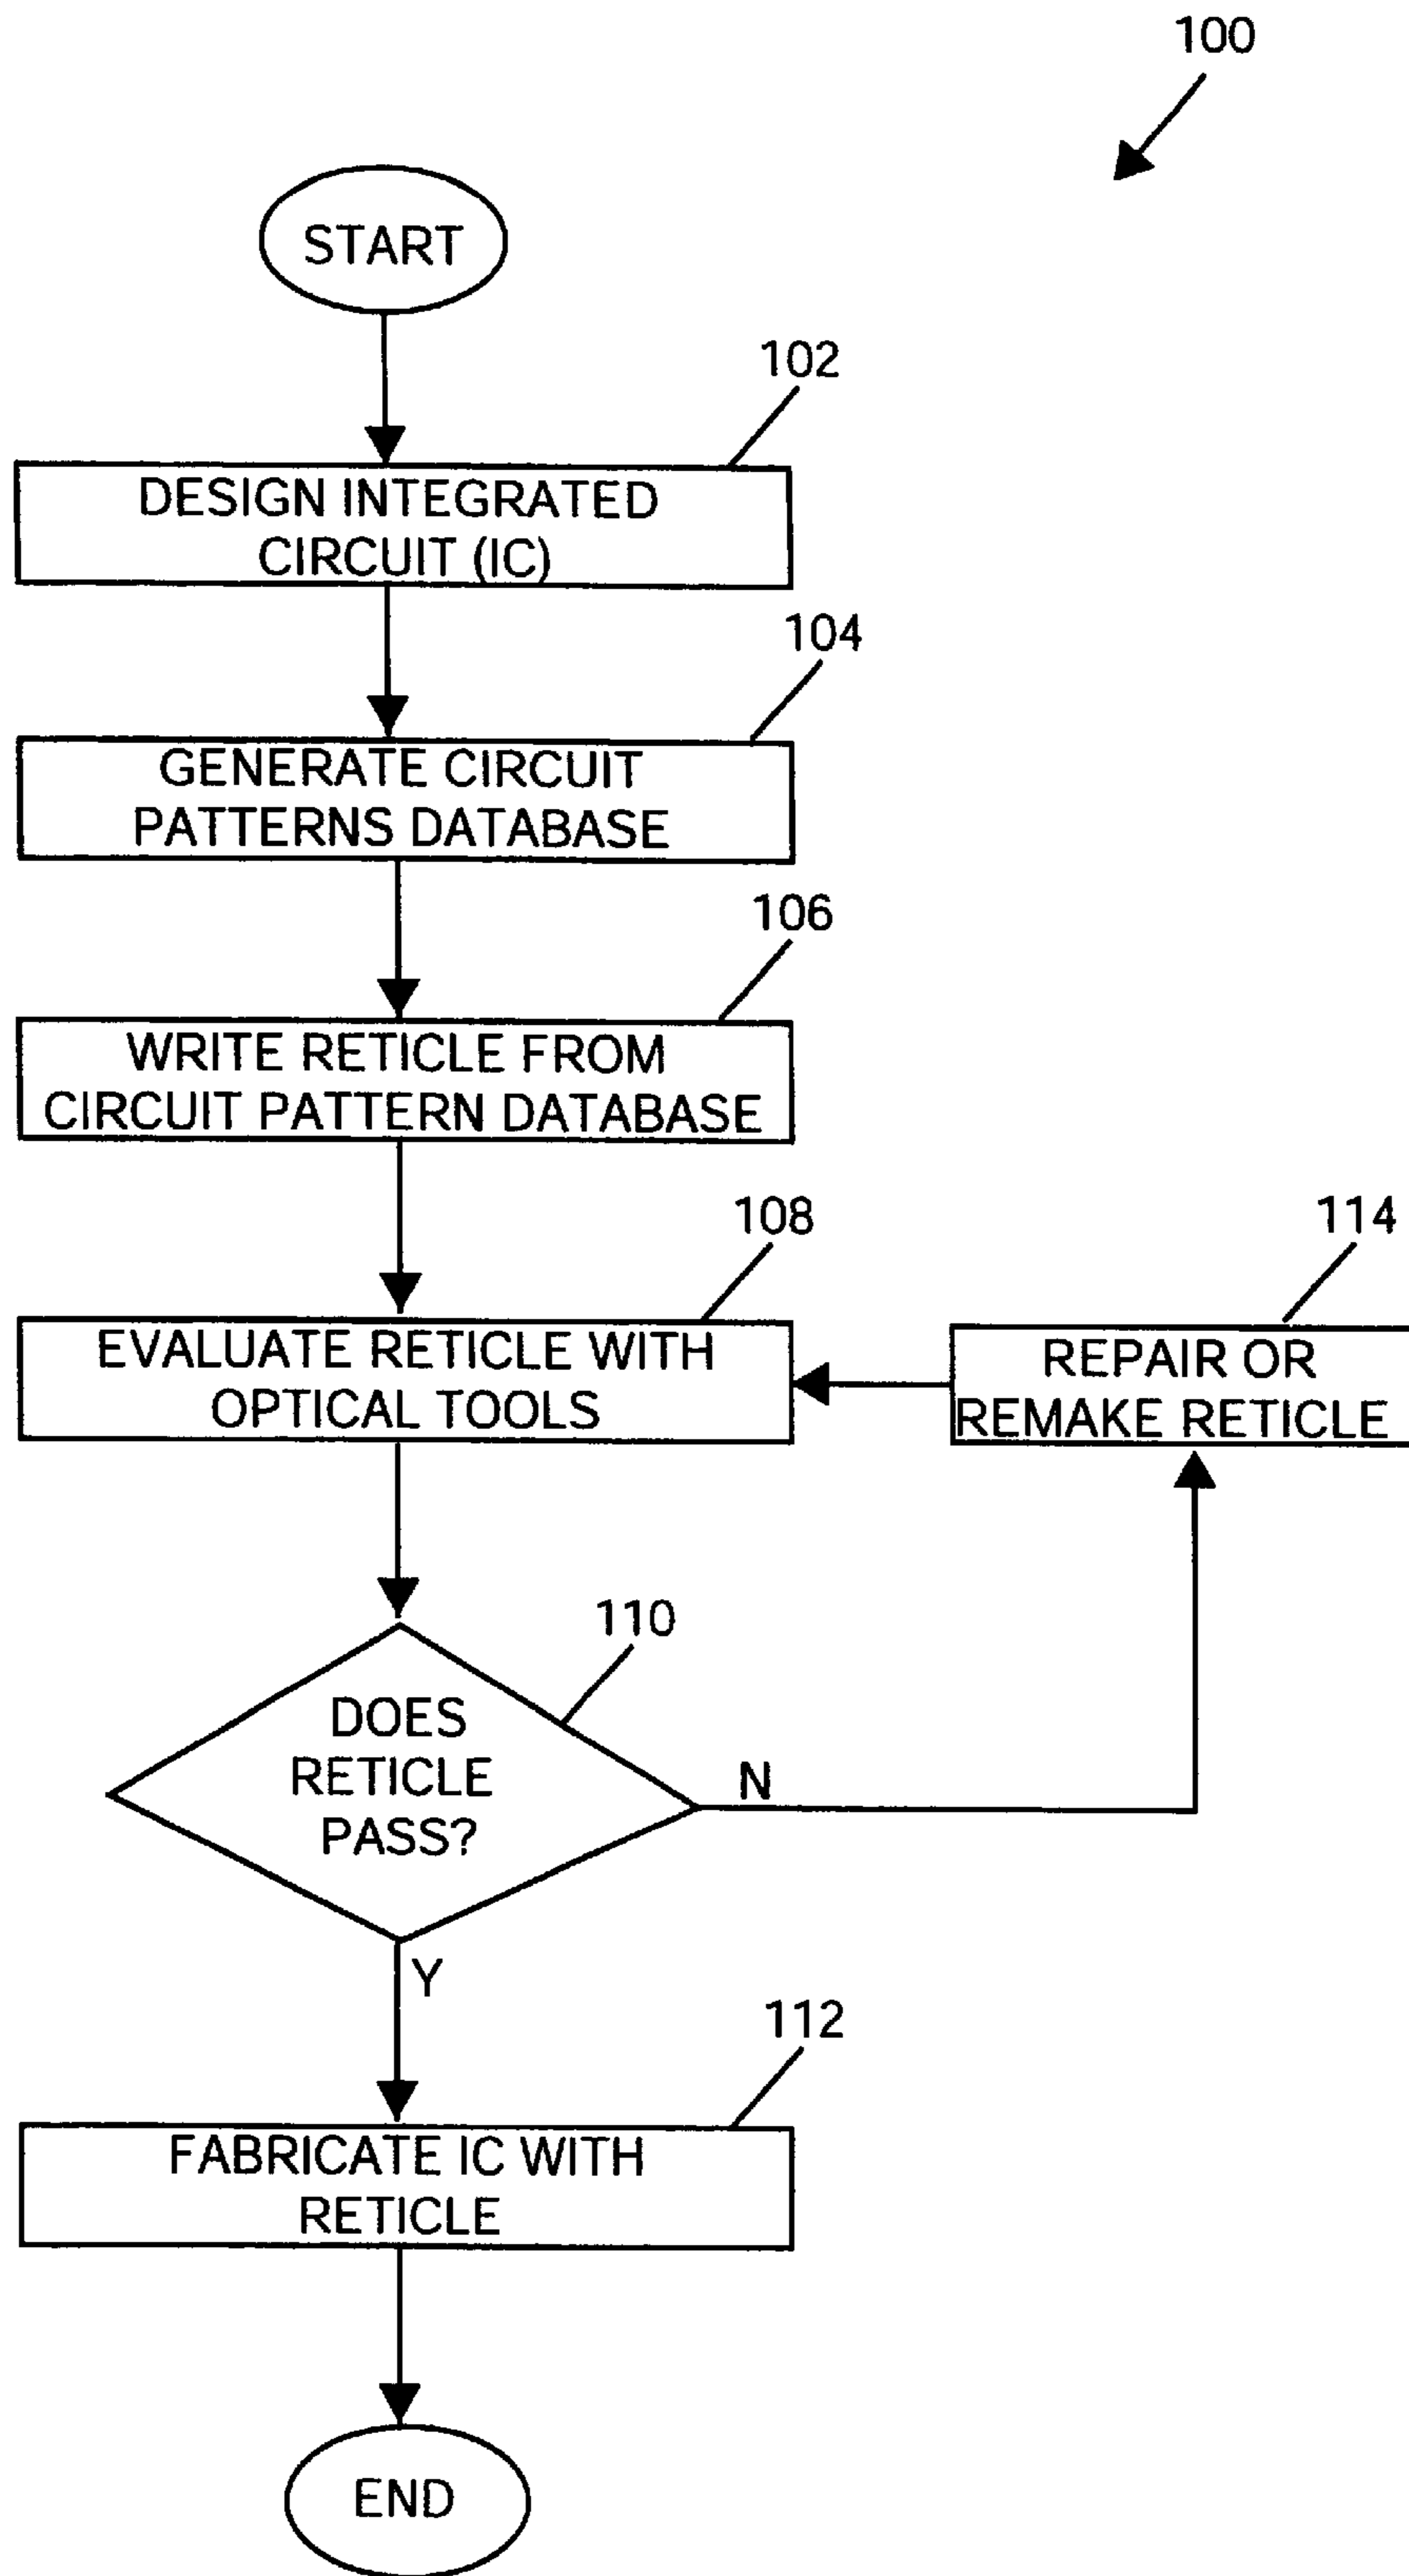 100
START
102
DESIGN INTEGRATED
CIRCUIT (IC)
104
GENERATE CIRCUIT
PATTERNS DATABASE
106
WRITE RETICLE FROM
CIRCUIT PATTERN DATABASE
108
EVALUATE RETICLE WITH
OPTICAL TOOLS
114
REPAIR OR
REMAKE RETICLE
110
DOES
RETICLE
PASS?
N
Y
112
FABRICATE IC WITH
RETICLE
END